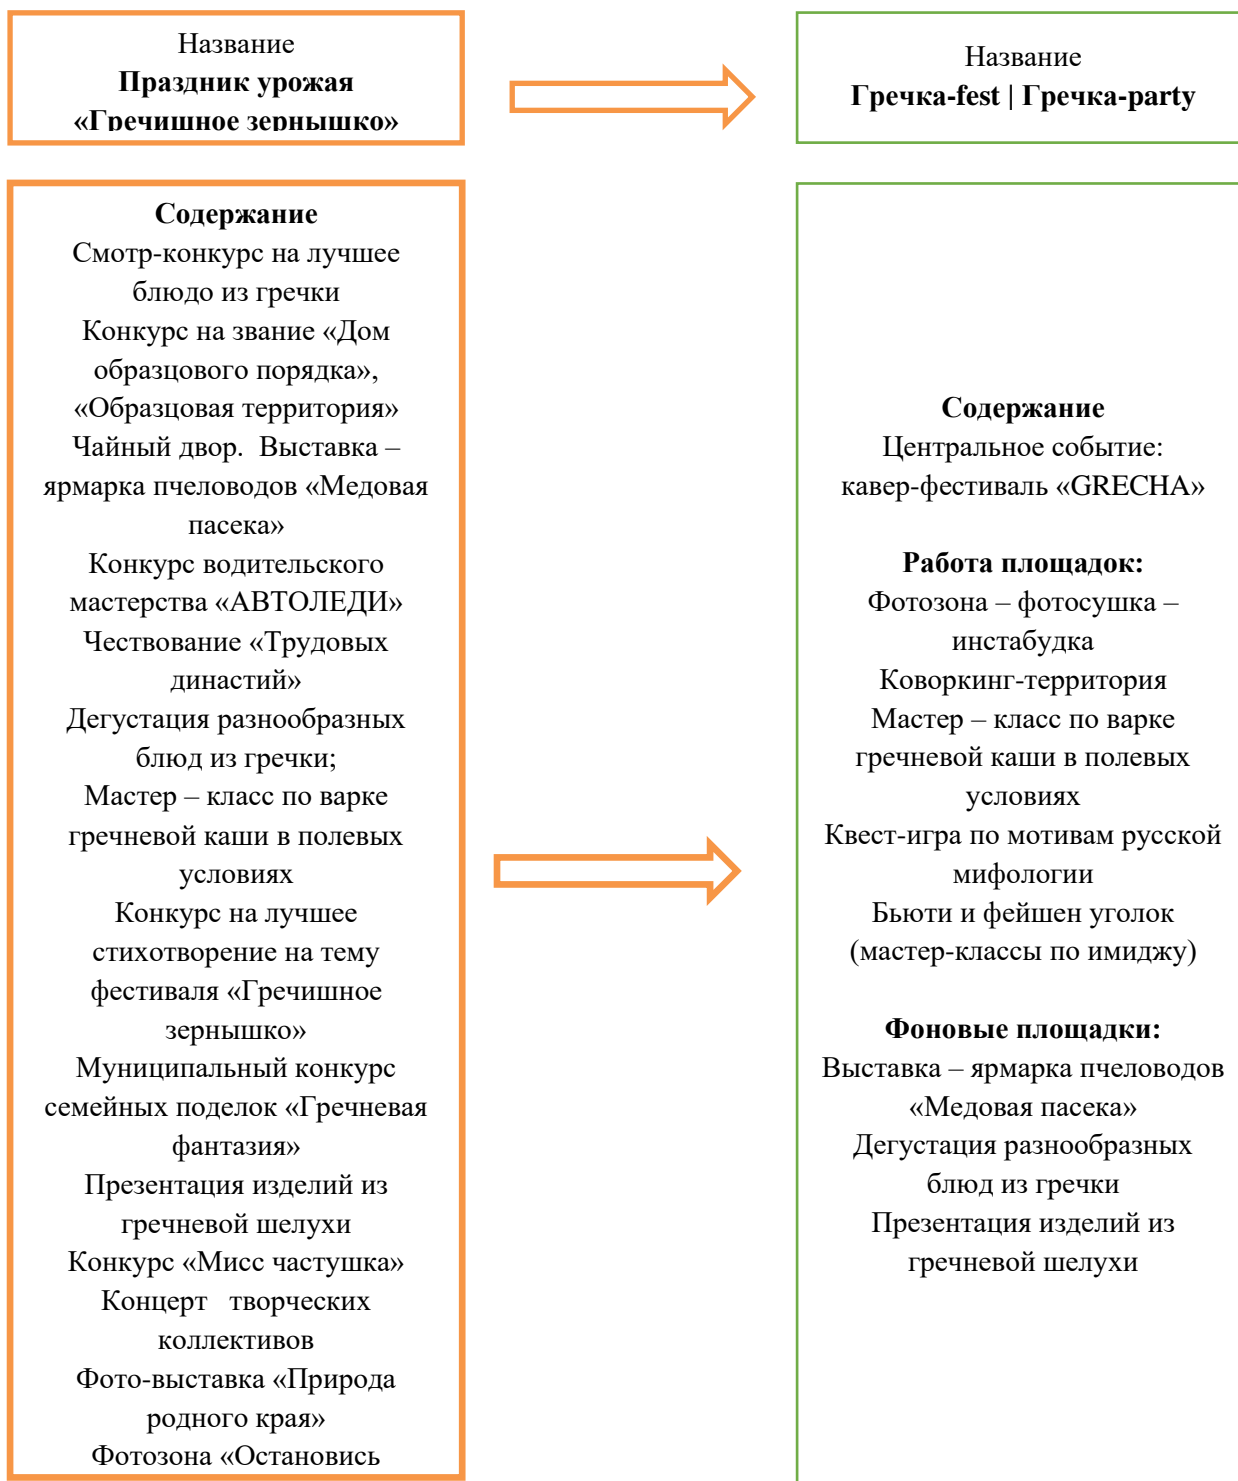 Название
Праздник урожая
«Гречишное зернышко»
Название
Гречка-fest | Гречка-party
Содержание
Смотр-конкурс на лучшее
блюдо из гречки
Конкурс на звание «Дом
образцового порядка»,
«Образцовая территория»
Чайный двор. Выставка –
ярмарка пчеловодов «Медовая
пасека»
Конкурс водительского
мастерства «АВТОЛЕДИ»
Чествование «Трудовых
династий»
Дегустация разнообразных
блюд из гречки;
Мастер – класс по варке
гречневой каши в полевых
условиях
Конкурс на лучшее
стихотворение на тему
фестиваля «Гречишное
зернышко»
Муниципальный конкурс
семейных поделок «Гречневая
фантазия»
Презентация изделий из
гречневой шелухи
Конкурс «Мисс частушка»
Концерт творческих
коллективов
Фото-выставка «Природа
родного края»
Фотозона «Остановись
Содержание
Центральное событие:
кавер-фестиваль «GRECHA»
Работа площадок:
Фотозона – фотосушка –
инстабудка
Коворкинг-территория
Мастер – класс по варке
гречневой каши в полевых
условиях
Квест-игра по мотивам русской
мифологии
Бьюти и фейшен уголок
(мастер-классы по имиджу)
Фоновые площадки:
Выставка – ярмарка пчеловодов
«Медовая пасека»
Дегустация разнообразных
блюд из гречки
Презентация изделий из
гречневой шелухи